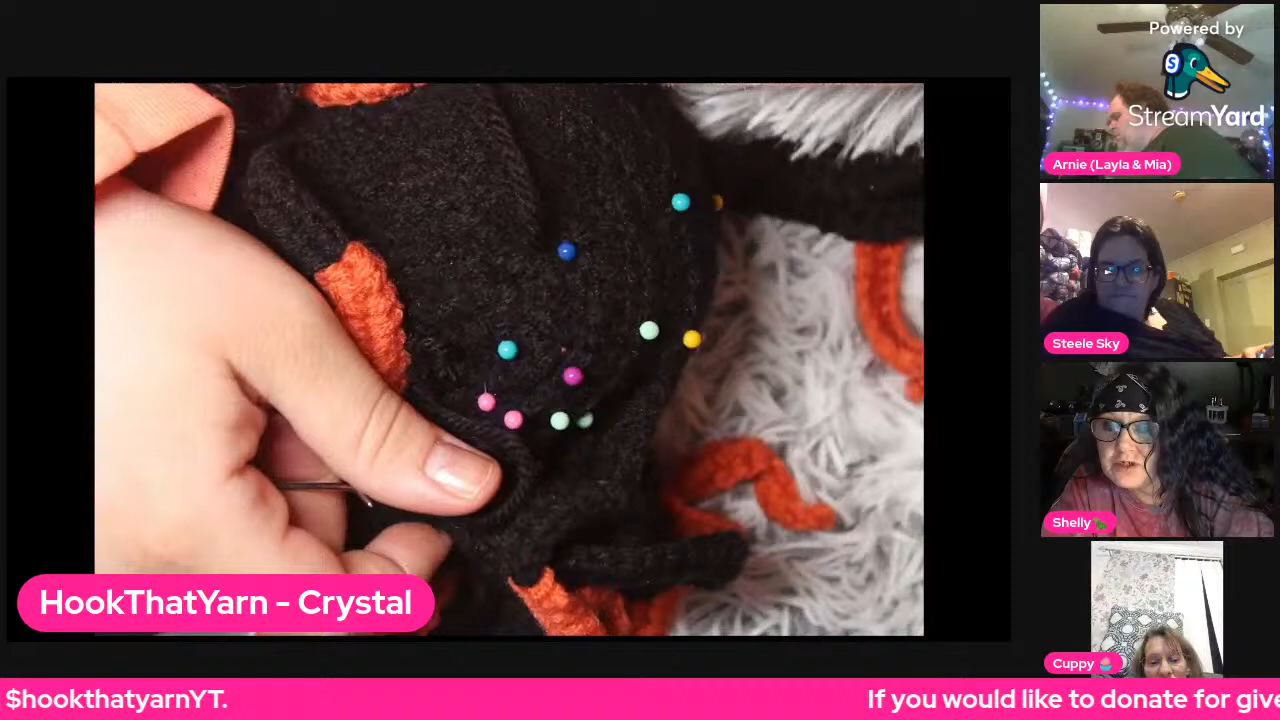 Powered by
StreamYard
Arnie (Layla & Mia)
Steele Sky
Shelly
Cuppy
HookThatYarn - Crystal
$hookthatyarnYT.
If you would like to donate for give